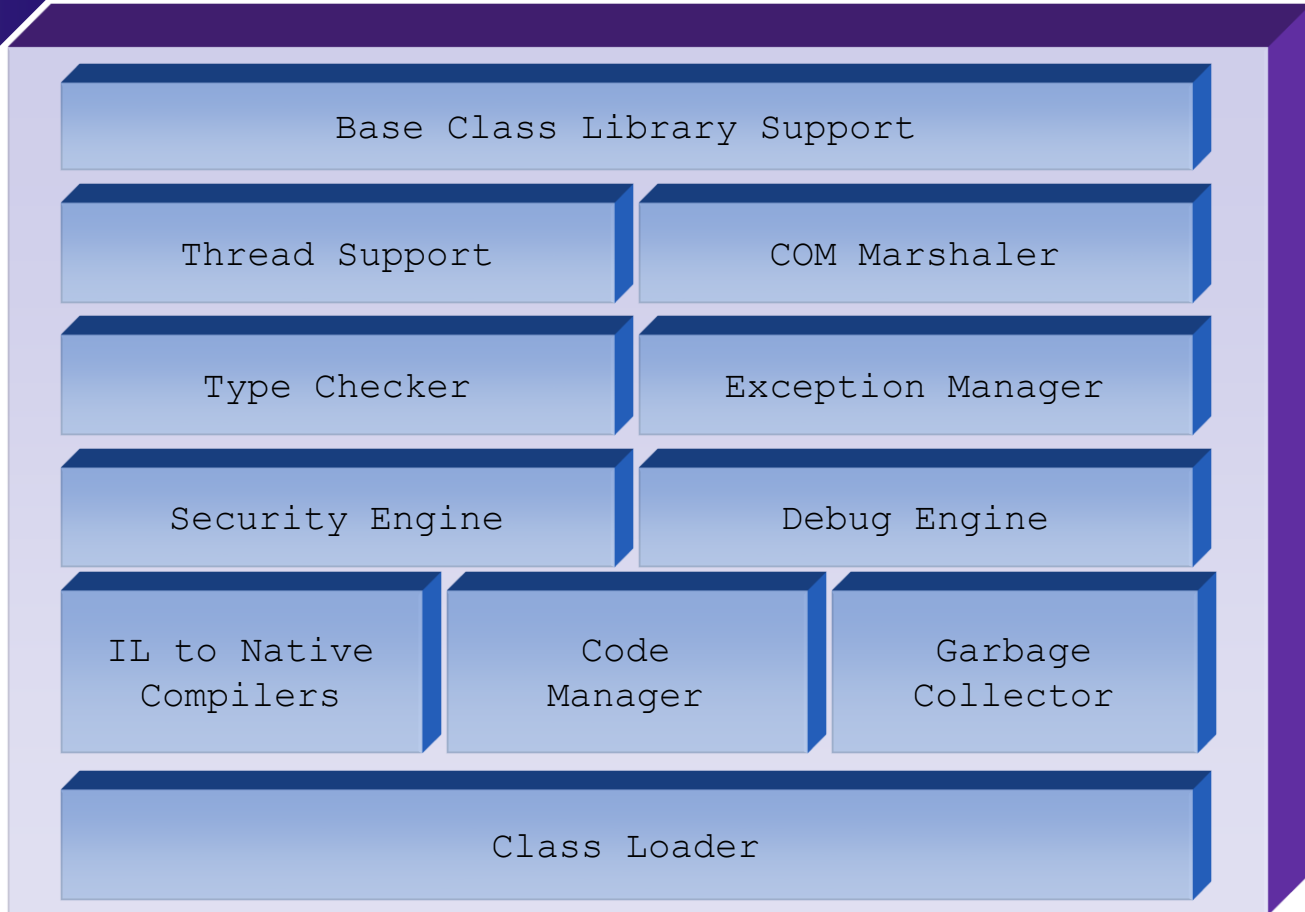 Base Class Library Support
Thread Support
COM Marshaler
Type Checker
Exception Manager
Security Engine
Debug Engine
IL to Native
Compilers
Code
Manager
Garbage
Collector
Class Loader